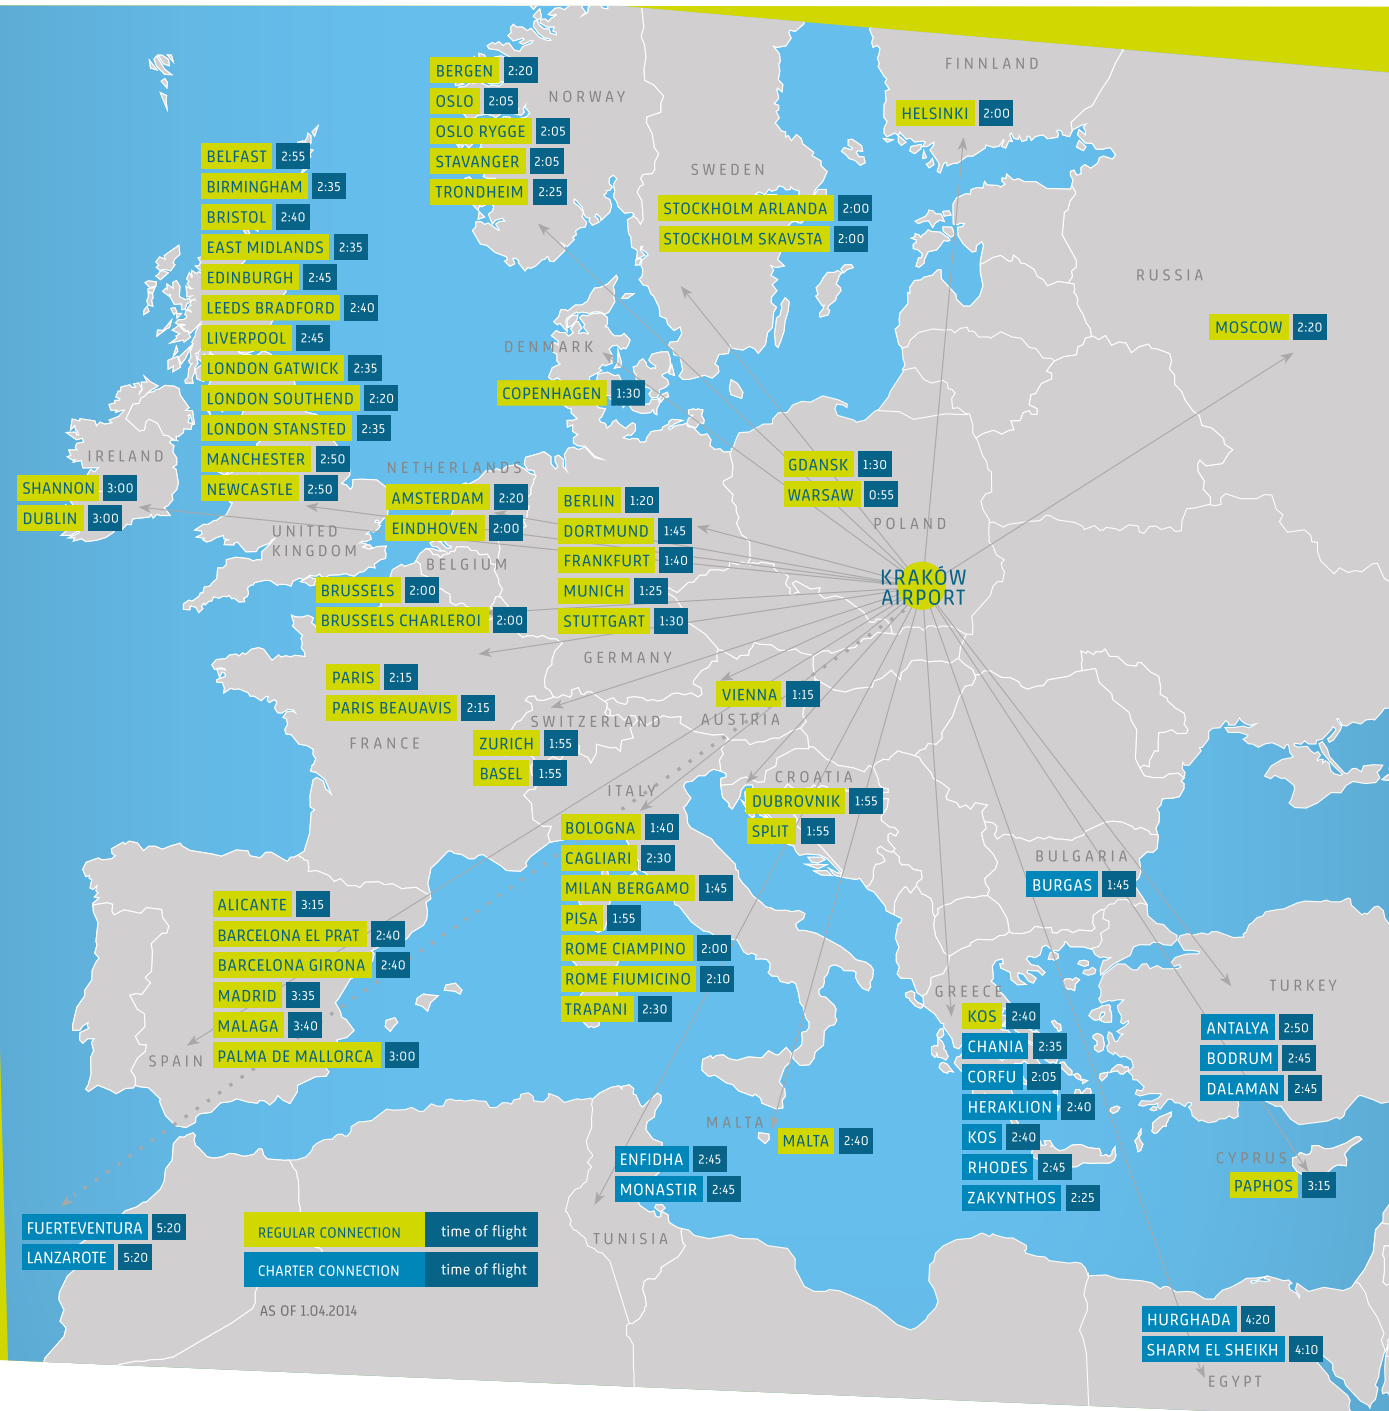 FINNLAND
HELSINKI 2:00
NORWAY
BERGEN 2:20
OSLO 2:05
OSLO RYGGE 2:05
STAVANGER 2:05
TRONDHEIM 2:25
SWEDEN
STOCKHOLM ARLANDA 2:00
STOCKHOLM SKAVSTA 2:00
RUSSIA
MOSCOW 2:20
BELFAST 2:55
BIRMINGHAM 2:35
BRISTOL 2:40
EAST MIDLANDS 2:35
EDINBURGH 2:45
LEEDS BRADFORD 2:40
LIVERPOOL 2:45
LONDON GATWICK 2:35
LONDON SOUTHEND 2:20
LONDON STANSTED 2:35
MANCHESTER 2:50
NEWCASTLE 2:50
UNITED
KINGDOM
DENMARK
COPENHAGEN 1:30
IRELAND
SHANNON 3:00
DUBLIN 3:00
NETHERLANDS
AMSTERDAM 2:20
EINDHOVEN 2:00
BELGIUM
BRUSSELS 2:00
BRUSSELS CHARLEROI 2:00
BERLIN 1:20
DORTMUND 1:45
FRANKFURT 1:40
MUNICH 1:25
STUTTGART 1:30
GERMANY
GDANSK 1:30
WARSAW 0:55
POLAND
KRAKÓW
AIRPORT
PARIS 2:15
PARIS BEAUAVIS 2:15
FRANCE
SWITZERLAND
ZURICH 1:55
BASEL 1:55
VIENNA 1:15
AUSTRIA
CROATIA
DUBROVNIK 1:55
SPLIT 1:55
ITALY
BOLOGNA 1:40
CAGLIARI 2:30
MILAN BERGAMO 1:45
PISA 1:55
ROME CIAMPINO 2:00
ROME FIUMICINO 2:10
TRAPANI 2:30
BULGARIA
BURGAS 1:45
ALICANTE 3:15
BARCELONA EL PRAT 2:40
BARCELONA GIRONA 2:40
MADRID 3:35
MALAGA 3:40
PALMA DE MALLORCA 3:00
SPAIN
GREECE
KOS 2:40
CHANIA 2:35
CORFU 2:05
HERAKLION 2:40
KOS 2:40
RHODES 2:45
ZAKYNTHOS 2:25
TURKEY
ANTALYA 2:50
BODRUM 2:45
DALAMAN 2:45
MALTA
MALTA 2:40
CYPRUS
PAPHOS 3:15
ENFIDHA 2:45
MONASTIR 2:45
TUNISIA
FUERTEVENTURA 5:20
LANZAROTE 5:20
REGULAR CONNECTION time of flight
CHARTER CONNECTION time of flight
AS OF 1.04.2014
HURGHADA 4:20
SHARM EL SHEIKH 4:10
EGYPT